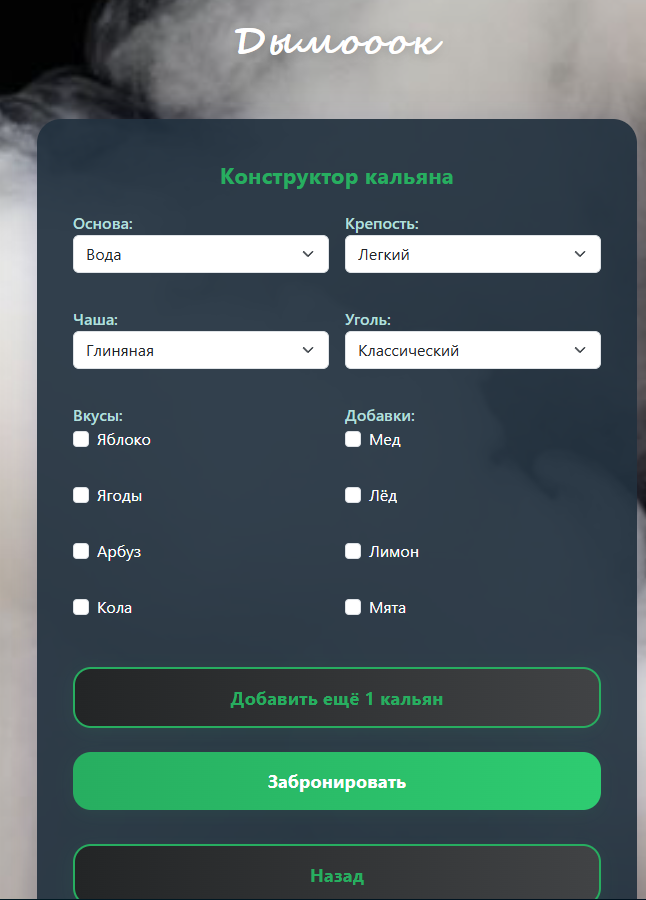 Дымооок
Конструктор кальяна
Основа: Крепость:
Вода Легкий
Чаша: Уголь:
Глиняная Классический
Вкусы: Добавки:
Яблоко Мед
Ягоды Лёд
Арбуз Лимон
Кола Мята
Добавить ещё 1 кальян
Забронировать
Назад